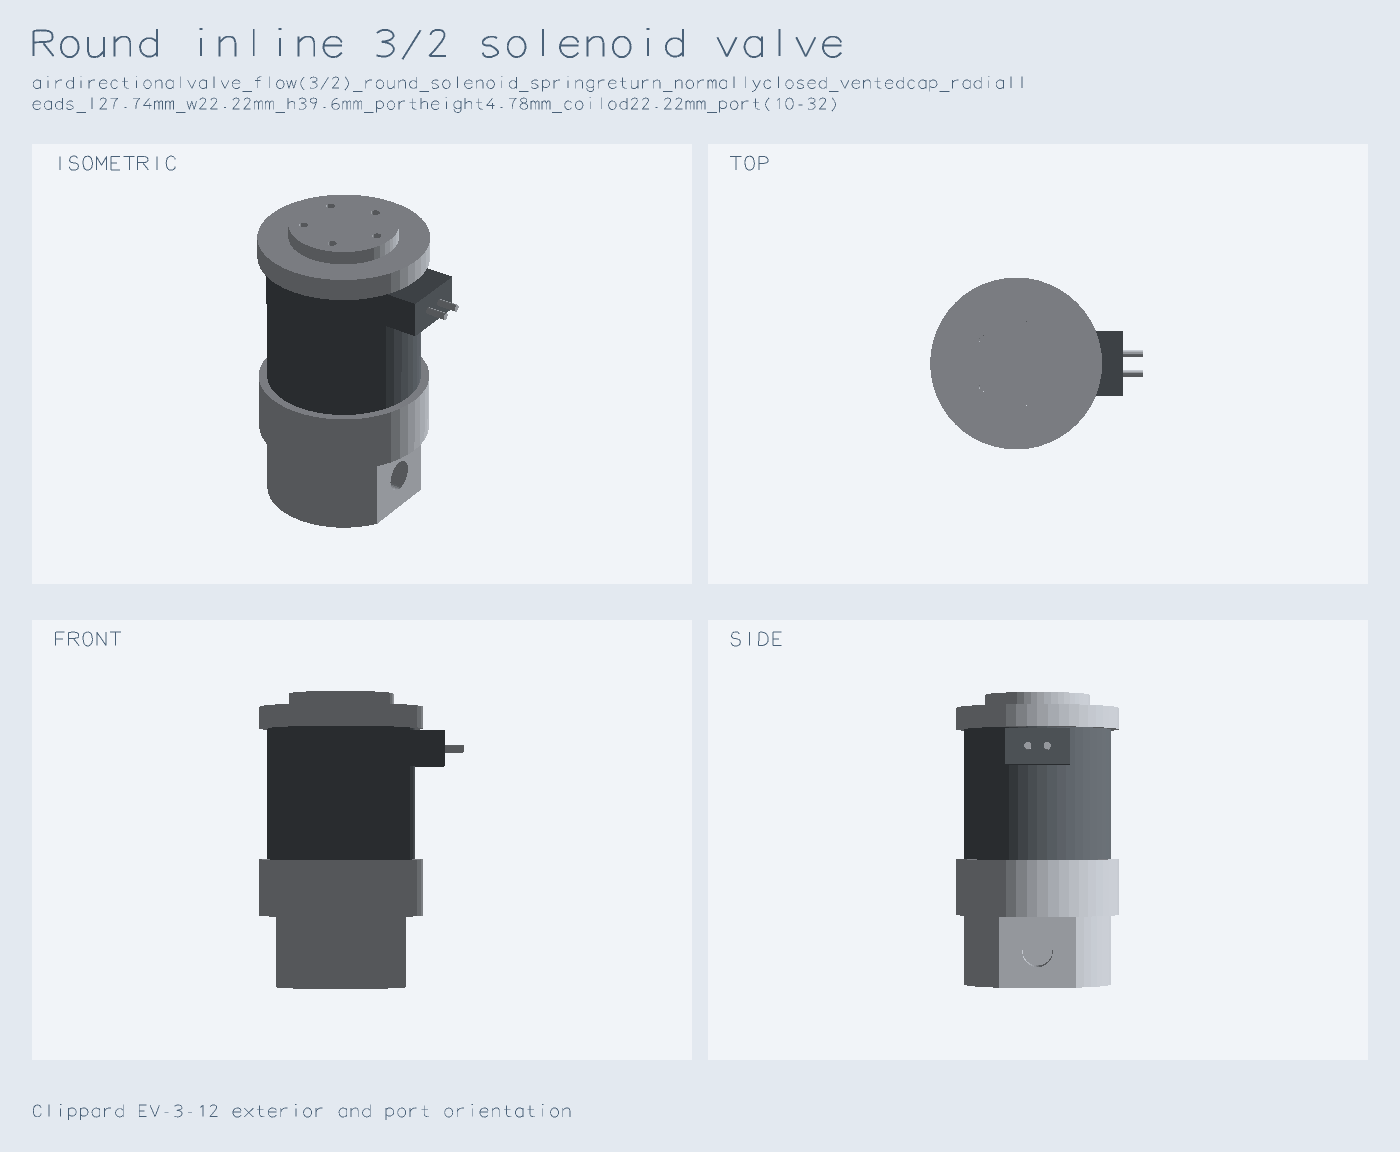 Round inline 3/2 solenoid valve
airdirectionalvalve_flow(3/2)_round_solenoid_springreturn_normallyclosed_ventedcap_radiall
eads_l27.74mm_w22.22mm_h39.6mm_portheight4.78mm_coilod22.22mm_port(10-32)
ISOMETRIC
TOP
FRONT
SIDE
Clippard EV-3-12 exterior and port orientation